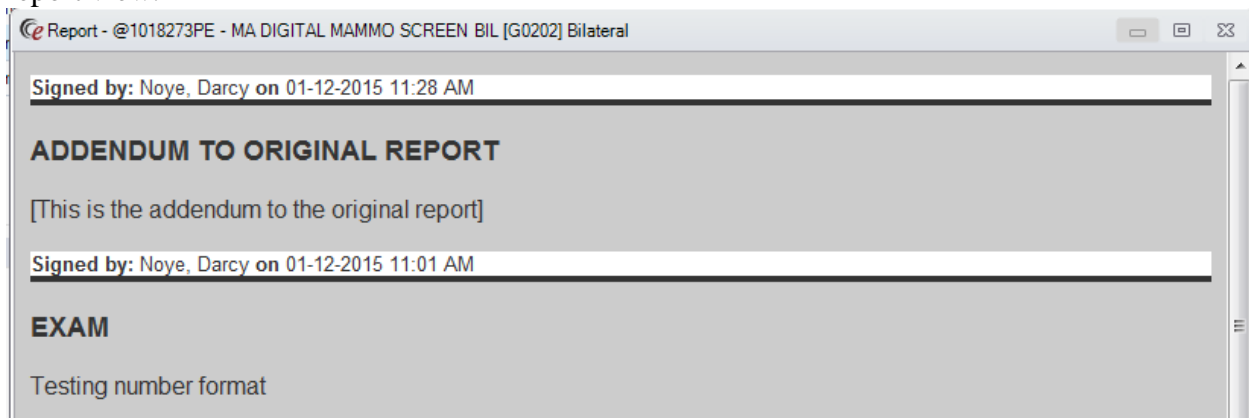 Report - @1018273PE - MA DIGITAL MAMMO SCREEN BIL [G0202] Bilateral
Signed by: Noye, Darcy on 01-12-2015 11:28 AM
ADDENDUM TO ORIGINAL REPORT
[This is the addendum to the original report]
Signed by: Noye, Darcy on 01-12-2015 11:01 AM
EXAM
Testing number format